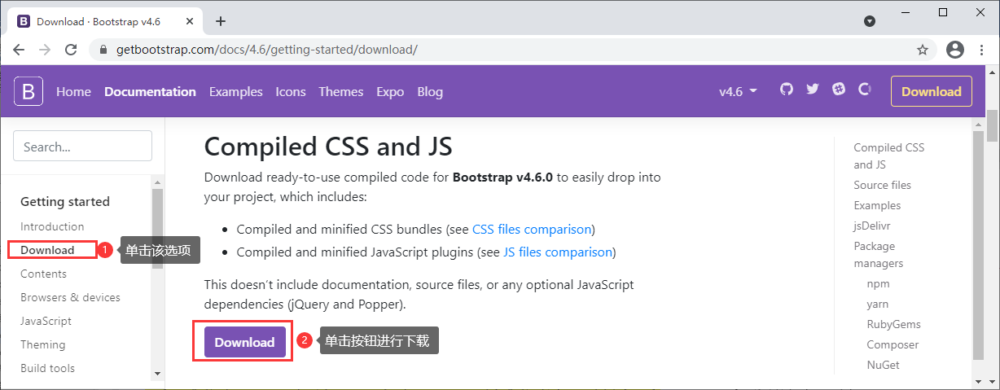 B Download · Bootstrap v4.6
getbootstrap.com/docs/4.6/getting-started/download/
B Home Documentation Examples Icons Themes Expo Blog v4.6 Download
Search...
Getting started
Introduction
Download
1 单击该选项
Contents
Browsers & devices
JavaScript
Theming
Build tools
Compiled CSS and JS
Download ready-to-use compiled code for Bootstrap v4.6.0 to easily drop into
your project, which includes:
Compiled and minified CSS bundles (see CSS files comparison)
Compiled and minified JavaScript plugins (see JS files comparison)
This doesn't include documentation, source files, or any optional JavaScript
dependencies (jQuery and Popper).
Download
2 单击按钮进行下载
Compiled CSS
and JS
Source files
Examples
jsDelivr
Package
managers
npm
yarn
RubyGems
Composer
NuGet